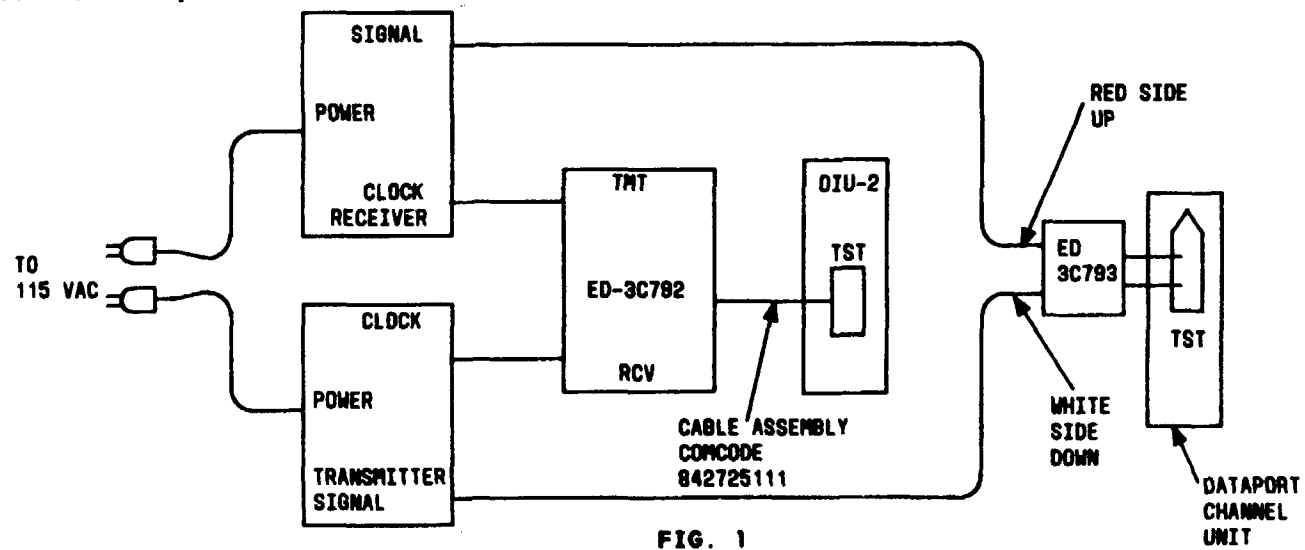 SIGNAL
POWER
CLOCK
RECEIVER
TO
115 VAC
CLOCK
POWER
TRANSMITTER
SIGNAL
TMT
ED-3C792
RCV
OIU-2
TST
CABLE ASSEMBLY
COMCODE
842725111
RED SIDE
UP
ED
3C793
TST
WHITE
SIDE
DOWN
DATAPORT
CHANNEL
UNIT
FIG. 1